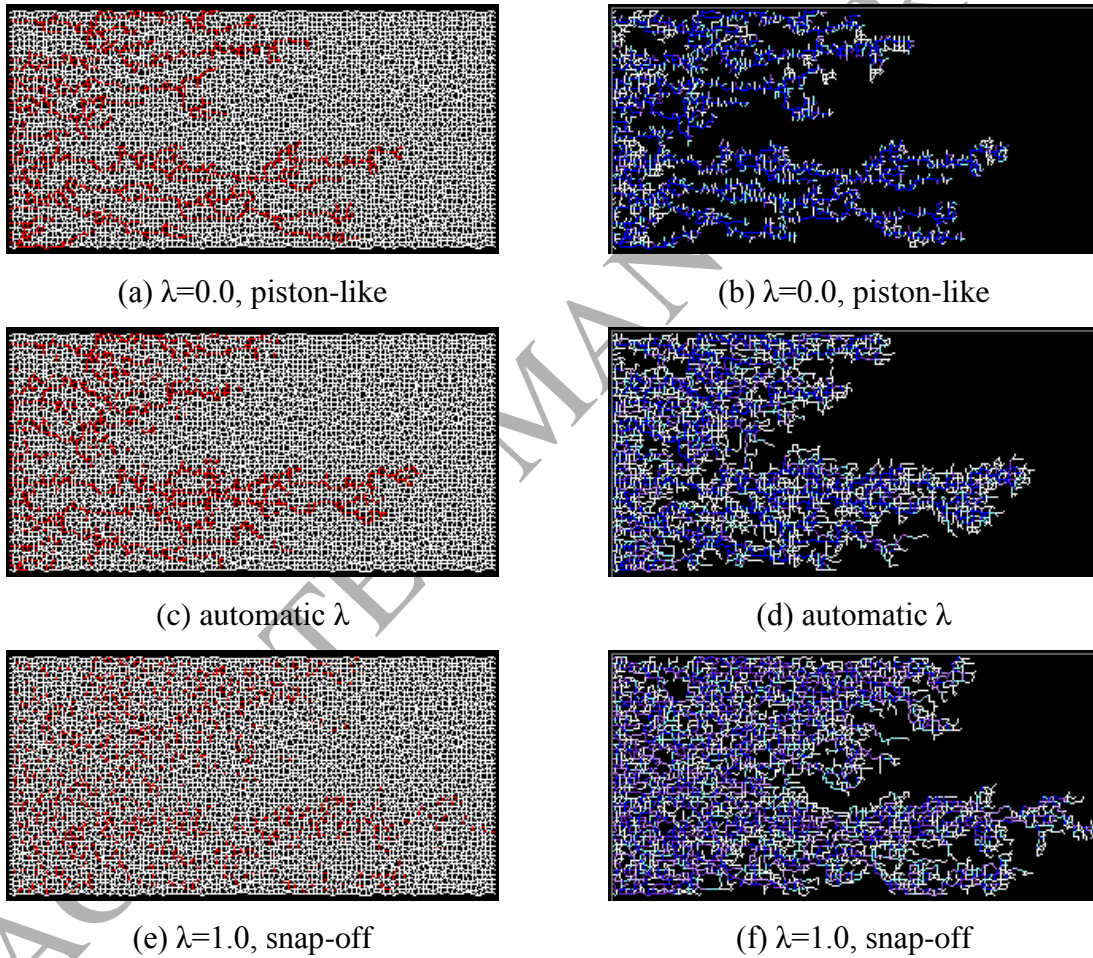 (a) λ=0.0, piston-like
(b) λ=0.0, piston-like
(c) automatic λ
(d) automatic λ
(e) λ=1.0, snap-off
(f) λ=1.0, snap-off